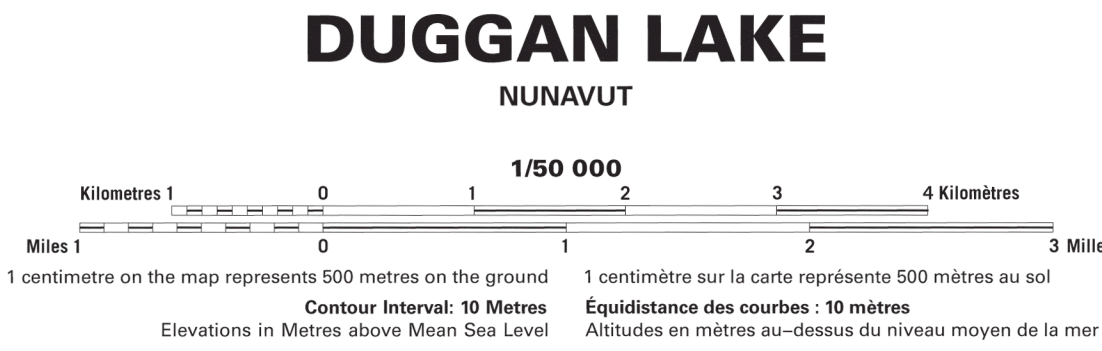 DUGGAN LAKE
NUNAVUT
1/50 000
Kilometres 1 0 1 2 3 4 Kilomètres
Miles 1 0 1 2 3 Mille
1 centimetre on the map represents 500 metres on the ground
1 centimètre sur la carte représente 500 mètres au sol
Contour Interval: 10 Metres
Elevations in Metres above Mean Sea Level
Équidistance des courbes : 10 mètres
Altitudes en mètres au–dessus du niveau moyen de la mer